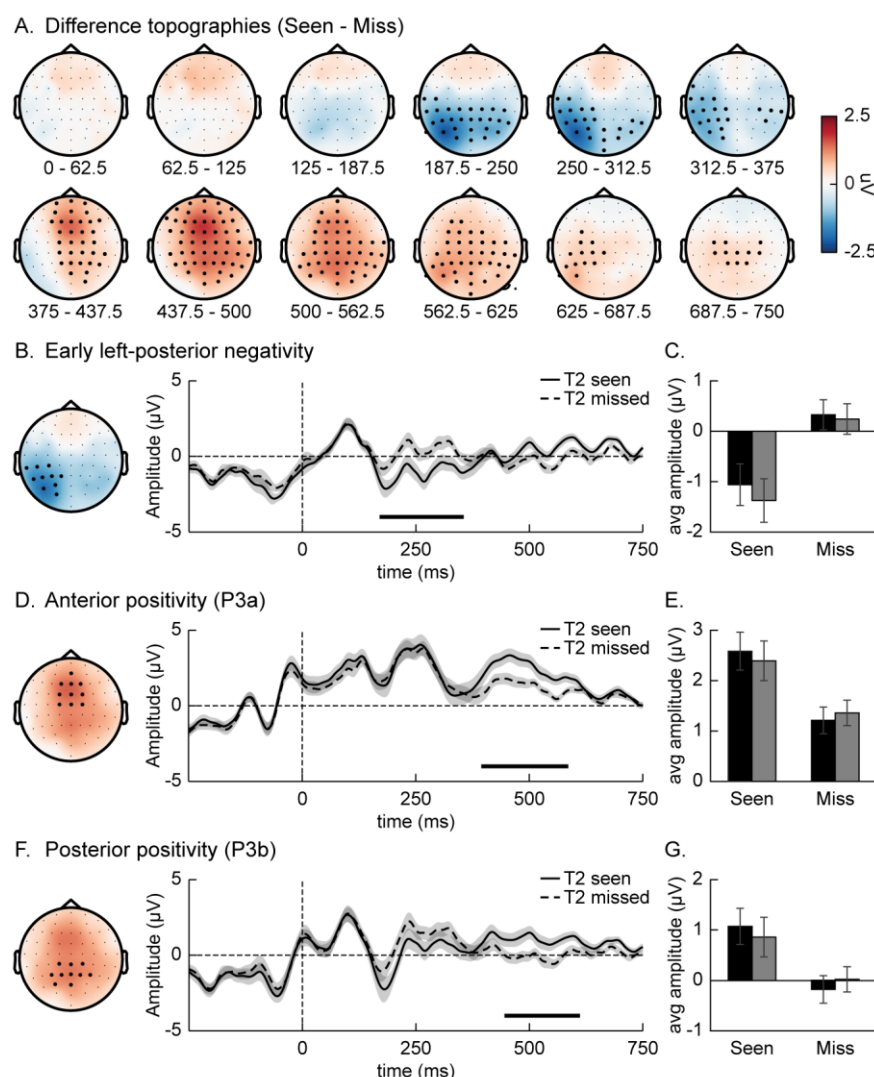 A. Difference topographies (Seen - Miss)
0 - 62.5 62.5 - 125 125 - 187.5 187.5 - 250 250 - 312.5 312.5 - 375
2.5
0
-2.5
uV
375 - 437.5 437.5 - 500 500 - 562.5 562.5 - 625 625 - 687.5 687.5 - 750
B. Early left-posterior negativity
5
0
-5
Amplitude (µV)
T2 seen
T2 missed
0 250 500 750
time (ms)
C.
1
0
-1
-2
avg amplitude (µV)
Seen Miss
D. Anterior positivity (P3a)
5
0
-5
Amplitude (µV)
T2 seen
T2 missed
0 250 500 750
time (ms)
E.
3
2
1
0
avg amplitude (µV)
Seen Miss
F. Posterior positivity (P3b)
5
0
-5
Amplitude (µV)
T2 seen
T2 missed
0 250 500 750
time (ms)
G.
2
1
0
-1
avg amplitude (µV)
Seen Miss